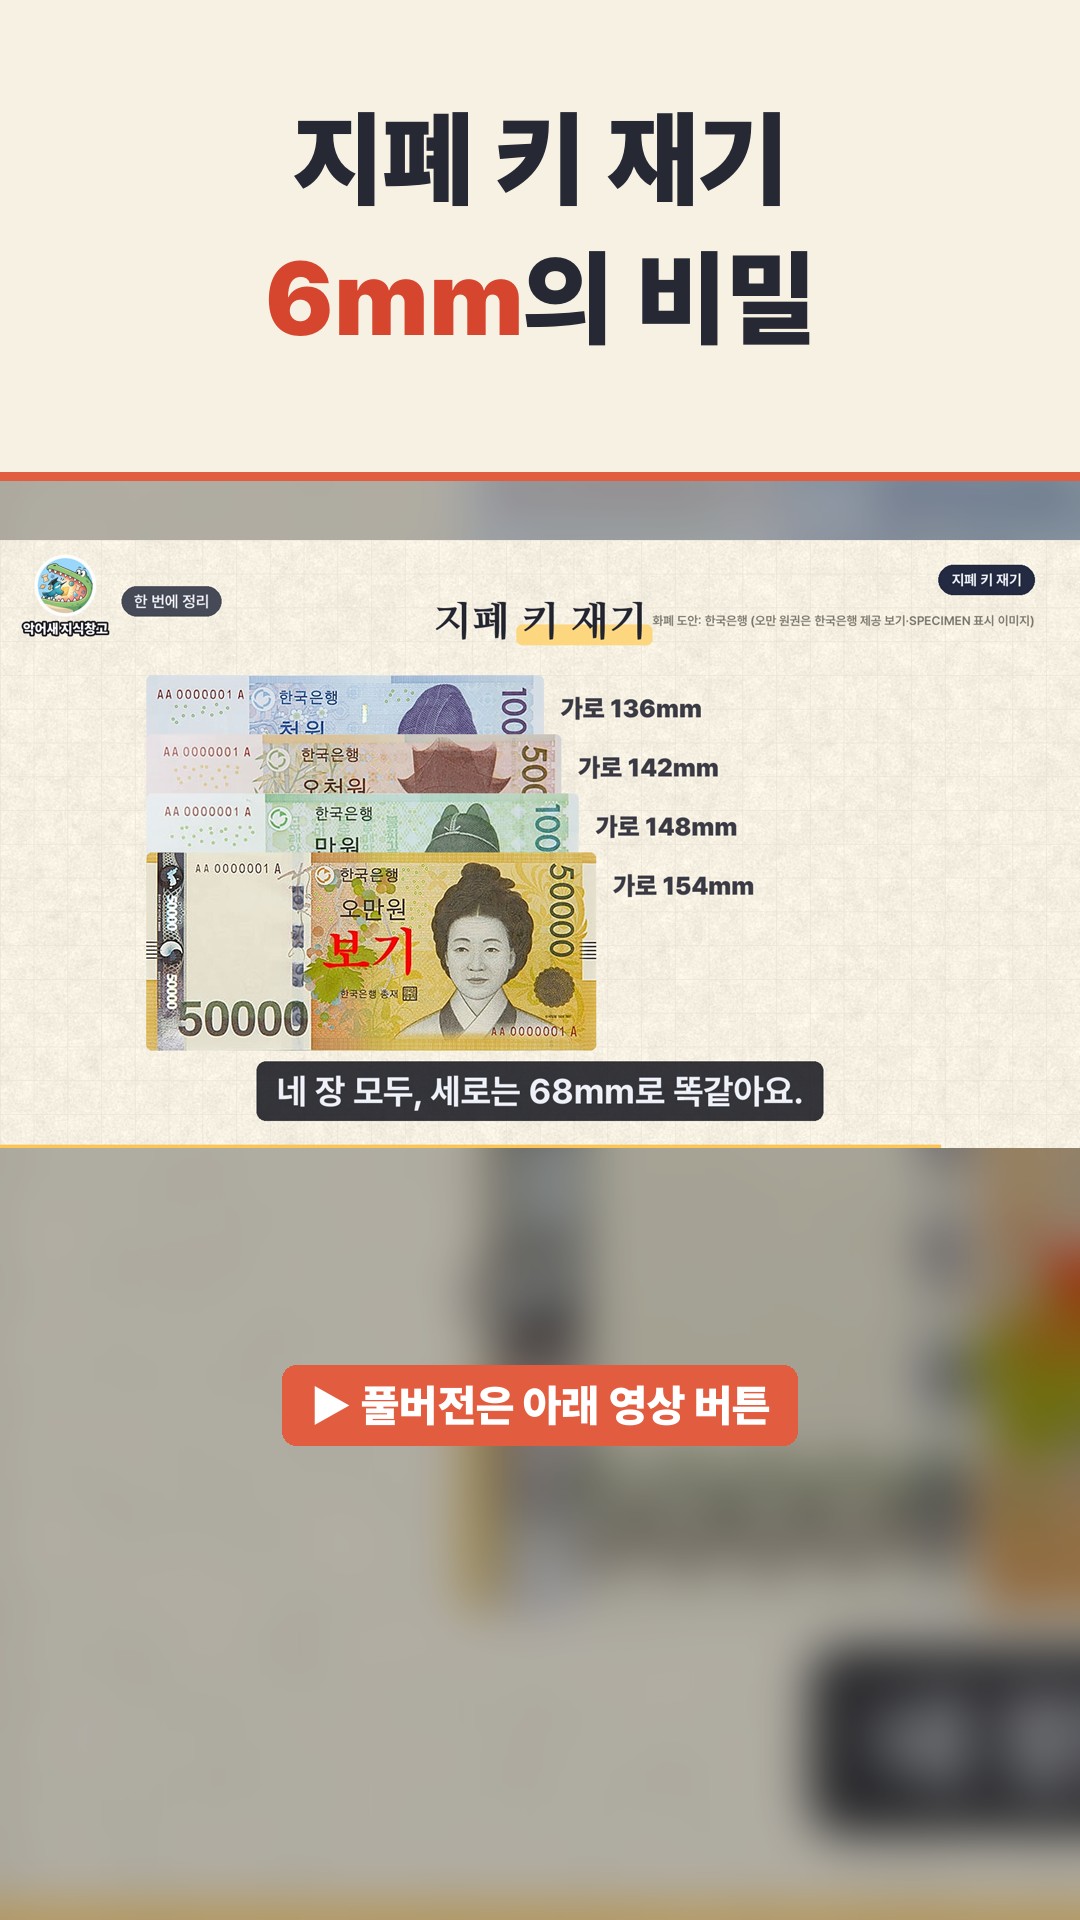 지폐 키 재기
6mm의 비밀
악어새 지식창고
한 번에 정리
지폐 키 재기
지폐 키 재기
화폐 도안: 한국은행 (오만 원권은 한국은행 제공 보기·SPECIMEN 표시 이미지)
AA 0000001 A
한국은행
천원
100
가로 136mm
AA 0000001 A
한국은행
오천원
500
가로 142mm
AA 0000001 A
한국은행
만원
100
가로 148mm
AA 0000001 A
한국은행
오만원
보기
한국은행 총재
50000
50000
50000
50000
AA 0000001 A
가로 154mm
네 장 모두, 세로는 68mm로 똑같아요.
▶ 풀버전은 아래 영상 버튼